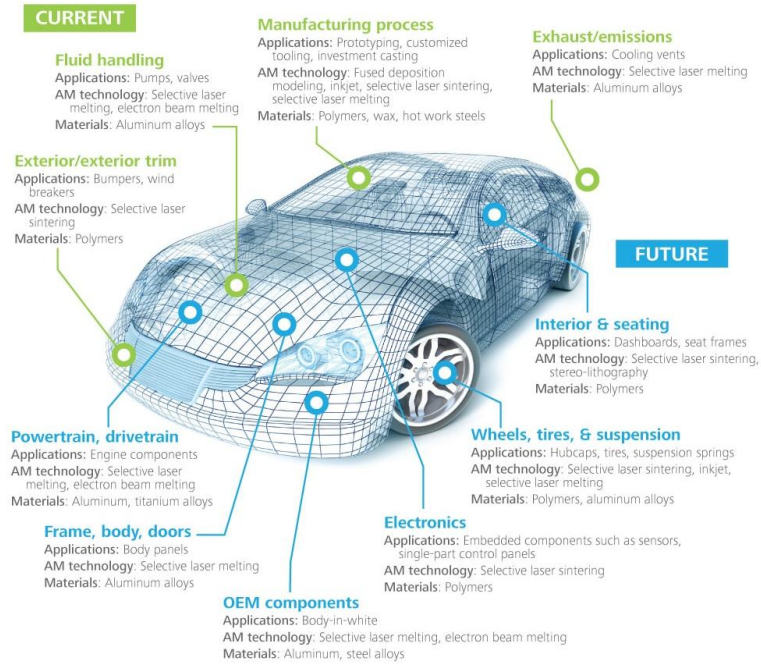 CURRENT
Manufacturing process
Applications: Prototyping, customized
tooling, investment casting
AM technology: Fused deposition
modeling, inkjet, selective laser sintering,
selective laser melting
Materials: Polymers, wax, hot work steels
Exhaust/emissions
Applications: Cooling vents
AM technology: Selective laser melting
Materials: Aluminum alloys
Fluid handling
Applications: Pumps, valves
AM technology: Selective laser
melting, electron beam melting
Materials: Aluminum alloys
Exterior/exterior trim
Applications: Bumpers, wind
breakers
AM technology: Selective laser
sintering
Materials: Polymers
FUTURE
Interior & seating
Applications: Dashboards, seat frames
AM technology: Selective laser sintering,
stereo-lithography
Materials: Polymers
Powertrain, drivetrain
Applications: Engine components
AM technology: Selective laser
melting, electron beam melting
Materials: Aluminum, titanium alloys
Wheels, tires, & suspension
Applications: Hubcaps, tires, suspension springs
AM technology: Selective laser sintering, inkjet,
selective laser melting
Materials: Polymers, aluminum alloys
Frame, body, doors
Applications: Body panels
AM technology: Selective laser melting
Materials: Aluminum alloys
Electronics
Applications: Embedded components such as sensors,
single-part control panels
AM technology: Selective laser sintering
Materials: Polymers
OEM components
Applications: Body-in-white
AM technology: Selective laser melting, electron beam melting
Materials: Aluminum, steel alloys